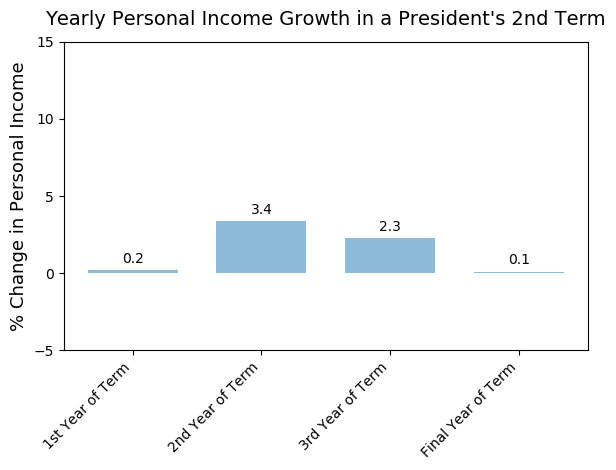 Yearly Personal Income Growth in a President's 2nd Term
% Change in Personal Income
15
10
5
0
−5
0.2
3.4
2.3
0.1
1st Year of Term
2nd Year of Term
3rd Year of Term
Final Year of Term